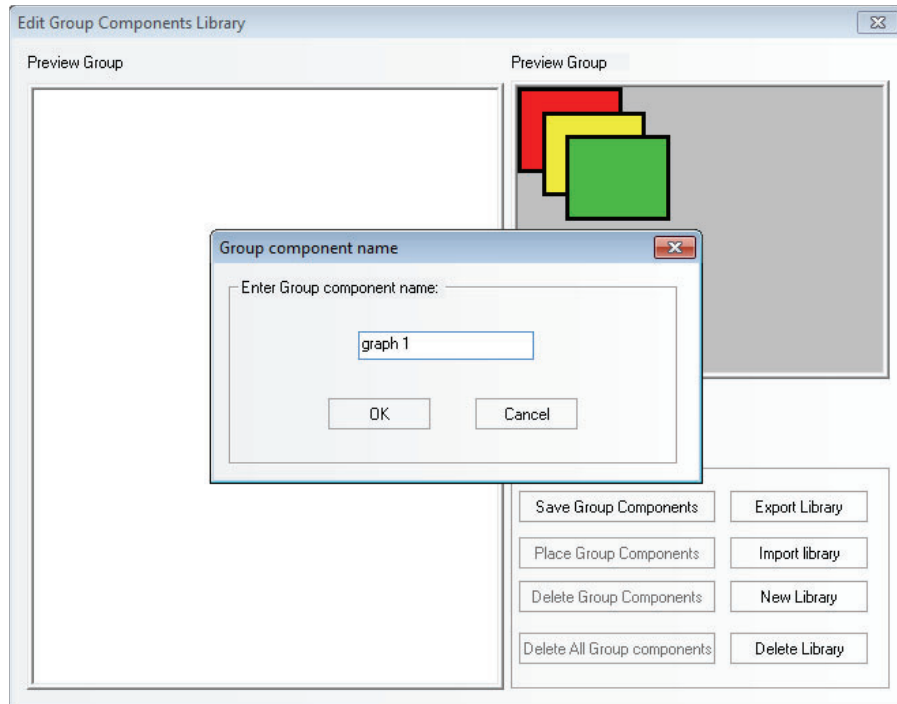 Edit Group Components Library
Preview Group
Preview Group
Group component name
Enter Group component name:
graph 1
OK Cancel
Save Group Components Export Library
Place Group Components Import library
Delete Group Components New Library
Delete All Group components Delete Library